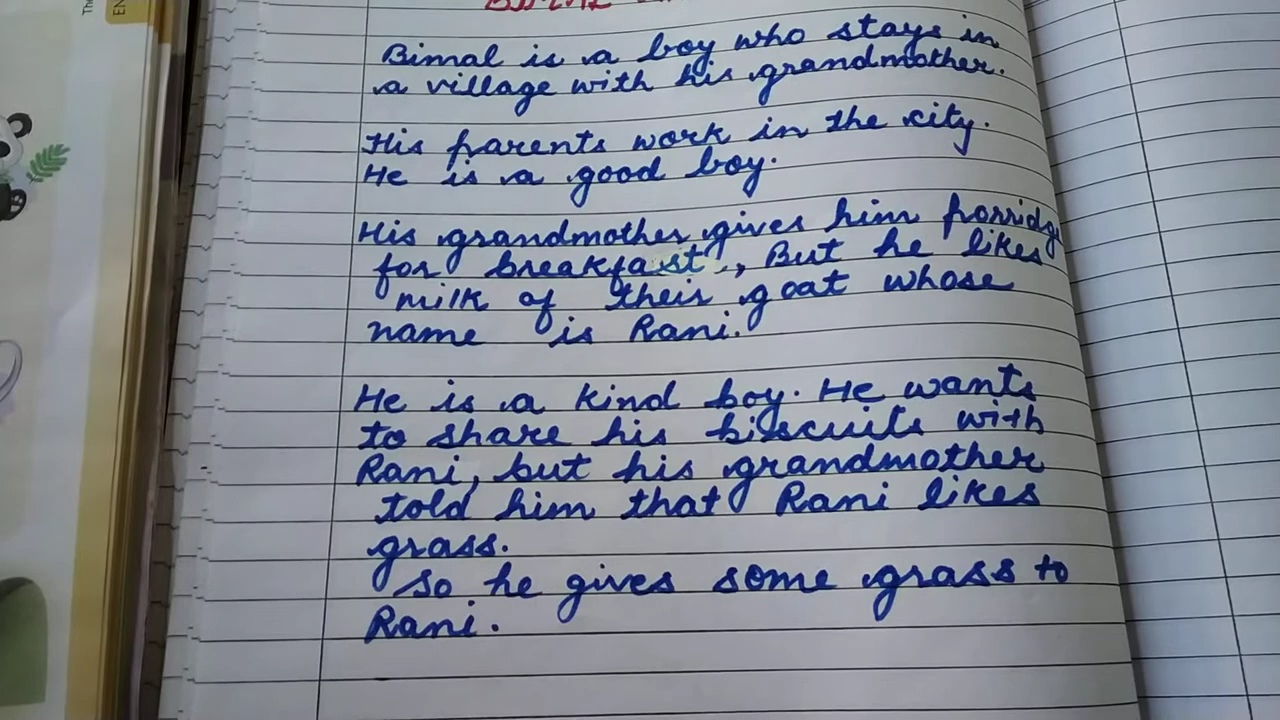 Bimal is a boy who stays in
a village with his grandmother.
His parents work in the city.
He is a good boy.
His grandmother gives him porridge
for breakfast, But he likes
milk of their goat whose
name is Rani.
He is a kind boy. He wants
to share his biscuits with
Rani, but his grandmother
told him that Rani likes
grass.
So he gives some grass to
Rani.